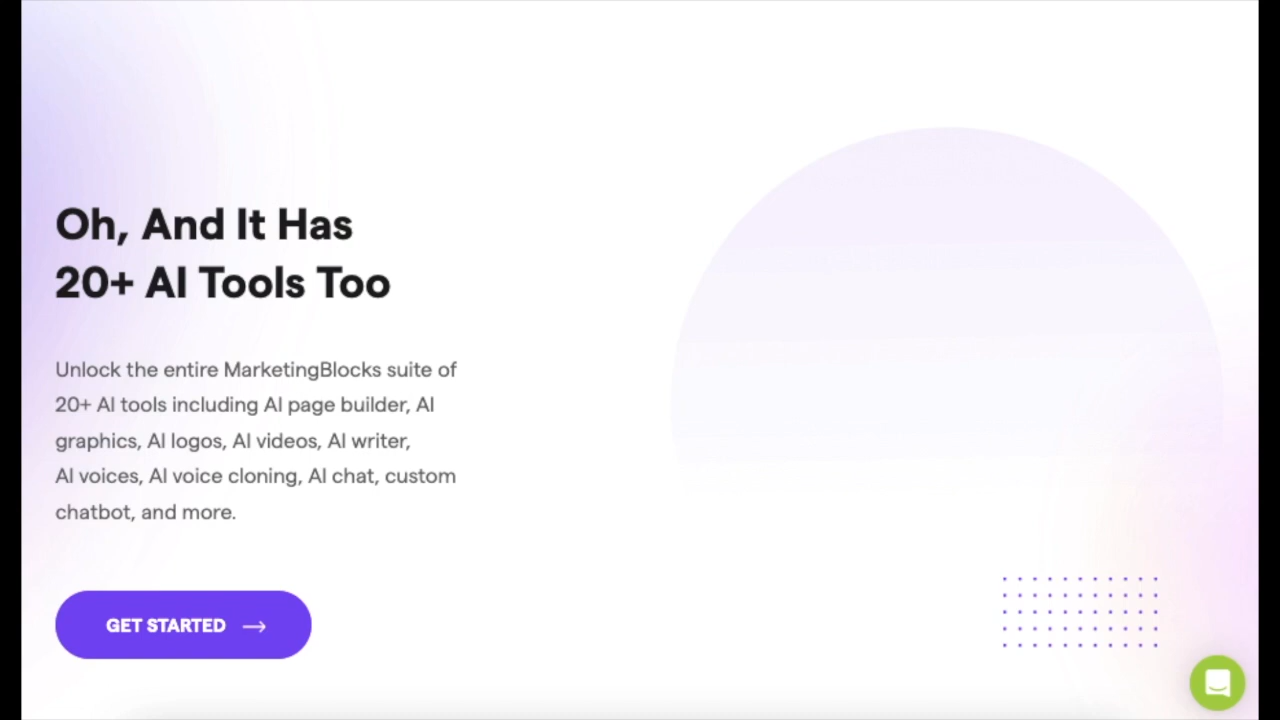 Oh, And It Has
20+ AI Tools Too
Unlock the entire MarketingBlocks suite of
20+ AI tools including AI page builder, AI
graphics, AI logos, AI videos, AI writer,
AI voices, AI voice cloning, AI chat, custom
chatbot, and more.
GET STARTED